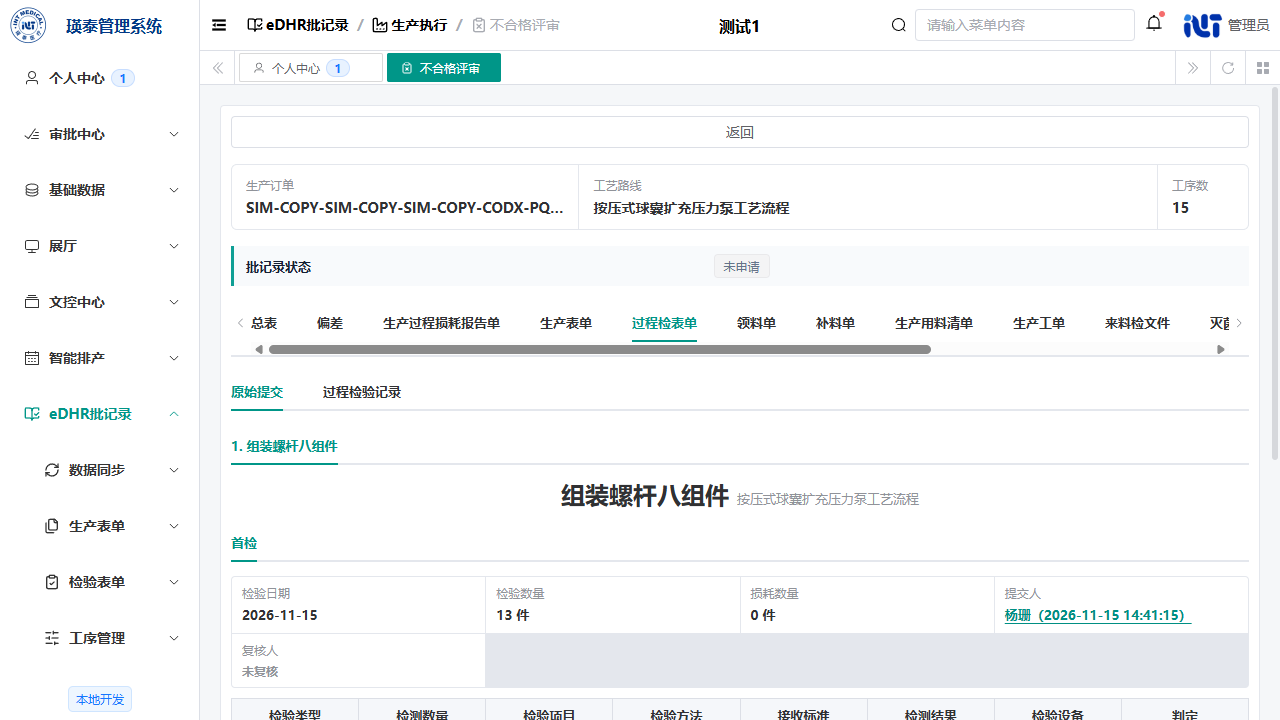 瑛泰管理系统
eDHR批记录 / 生产执行 / 不合格评审
测试1
请输入菜单内容
管理员
个人中心 1
不合格评审
个人中心 1
审批中心
基础数据
展厅
文控中心
智能排产
eDHR批记录
数据同步
生产表单
检验表单
工序管理
本地开发
返回
生产订单
SIM-COPY-SIM-COPY-SIM-COPY-CODX-PQ...
工艺路线
按压式球囊扩充压力泵工艺流程
工序数
15
批记录状态
未申请
总表 偏差 生产过程损耗报告单 生产表单 过程检表单 领料单 补料单 生产用料清单 生产工单 来料检文件
原始提交 过程检验记录
1. 组装螺杆八组件
组装螺杆八组件 按压式球囊扩充压力泵工艺流程
首检
检验日期
2026-11-15
检验数量
13 件
损耗数量
0 件
提交人
杨珊（2026-11-15 14:41:15）
复核人
未复核
检验类型 检测数量 检验项目 检验方法 接收标准 检测结果 检验设备 判定